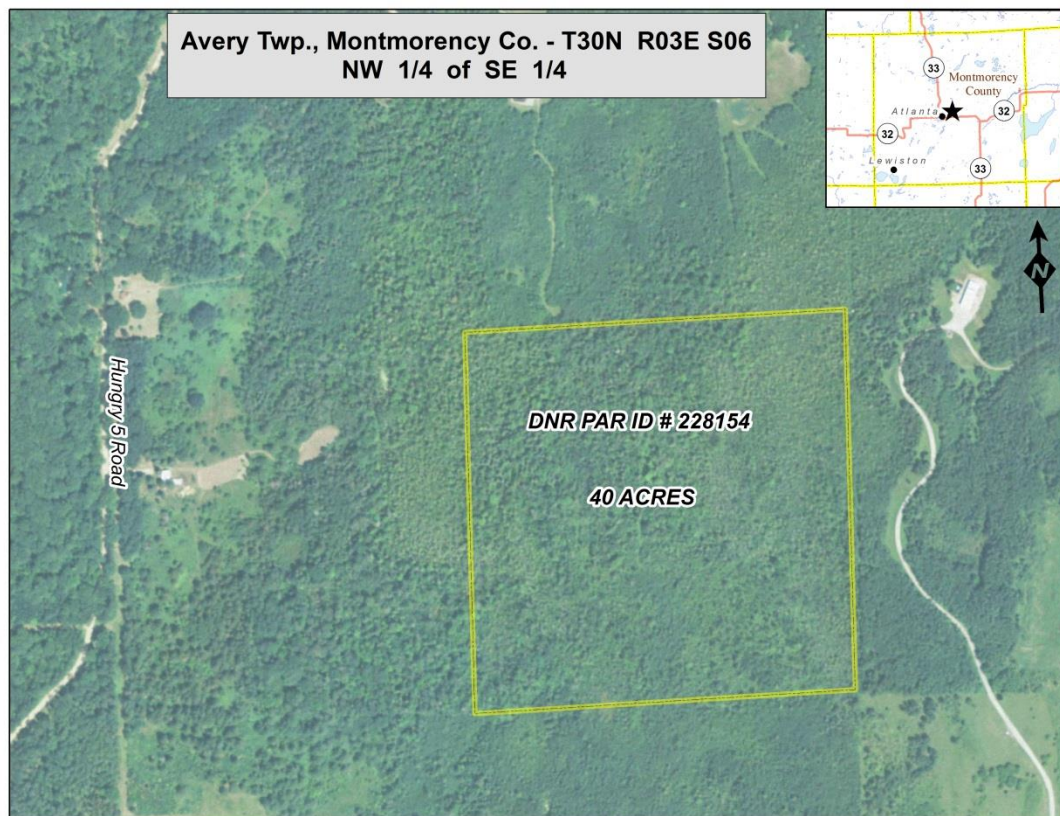 Avery Twp., Montmorency Co. - T30N R03E S06
NW 1/4 of SE 1/4
33
Montmorency
County
Atlanta
32
32
Lewiston
33
N
Hungry 5 Road
DNR PAR ID # 228154
40 ACRES